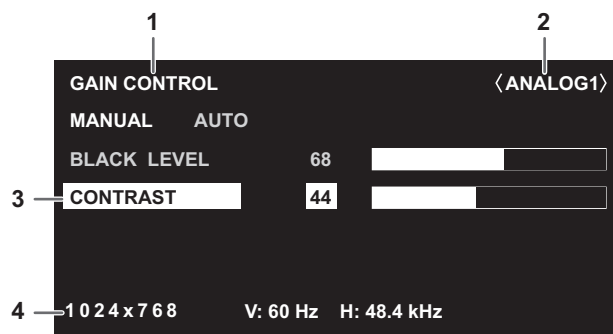 1 2
GAIN CONTROL 〈ANALOG1〉
MANUAL AUTO
BLACK LEVEL 68
3 CONTRAST 44
4 1024x768 V: 60 Hz H: 48.4 kHz